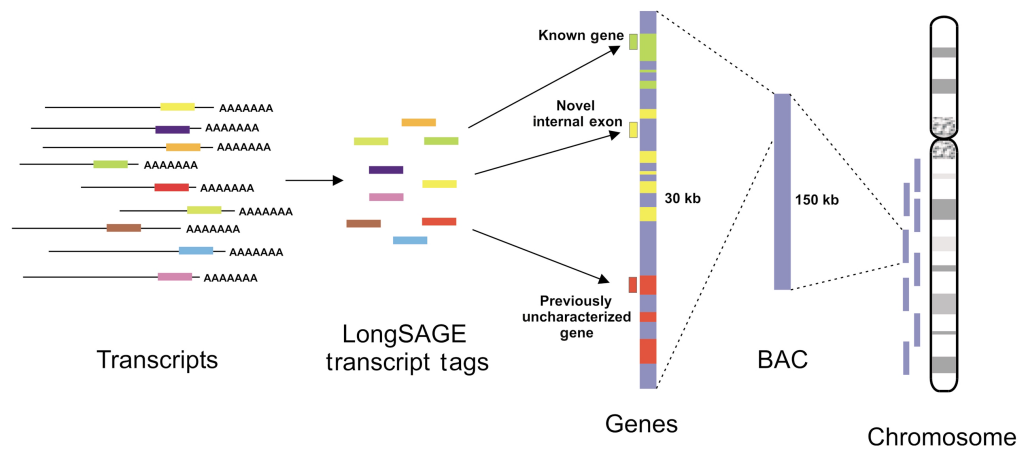 AAAAAAA
AAAAAAA
AAAAAAA
AAAAAAA
AAAAAAA
AAAAAAA
AAAAAAA
AAAAAAA
AAAAAAA
Transcripts
LongSAGE
transcript tags
Known gene
Novel
internal exon
Previously
uncharacterized
gene
30 kb
Genes
150 kb
BAC
Chromosome